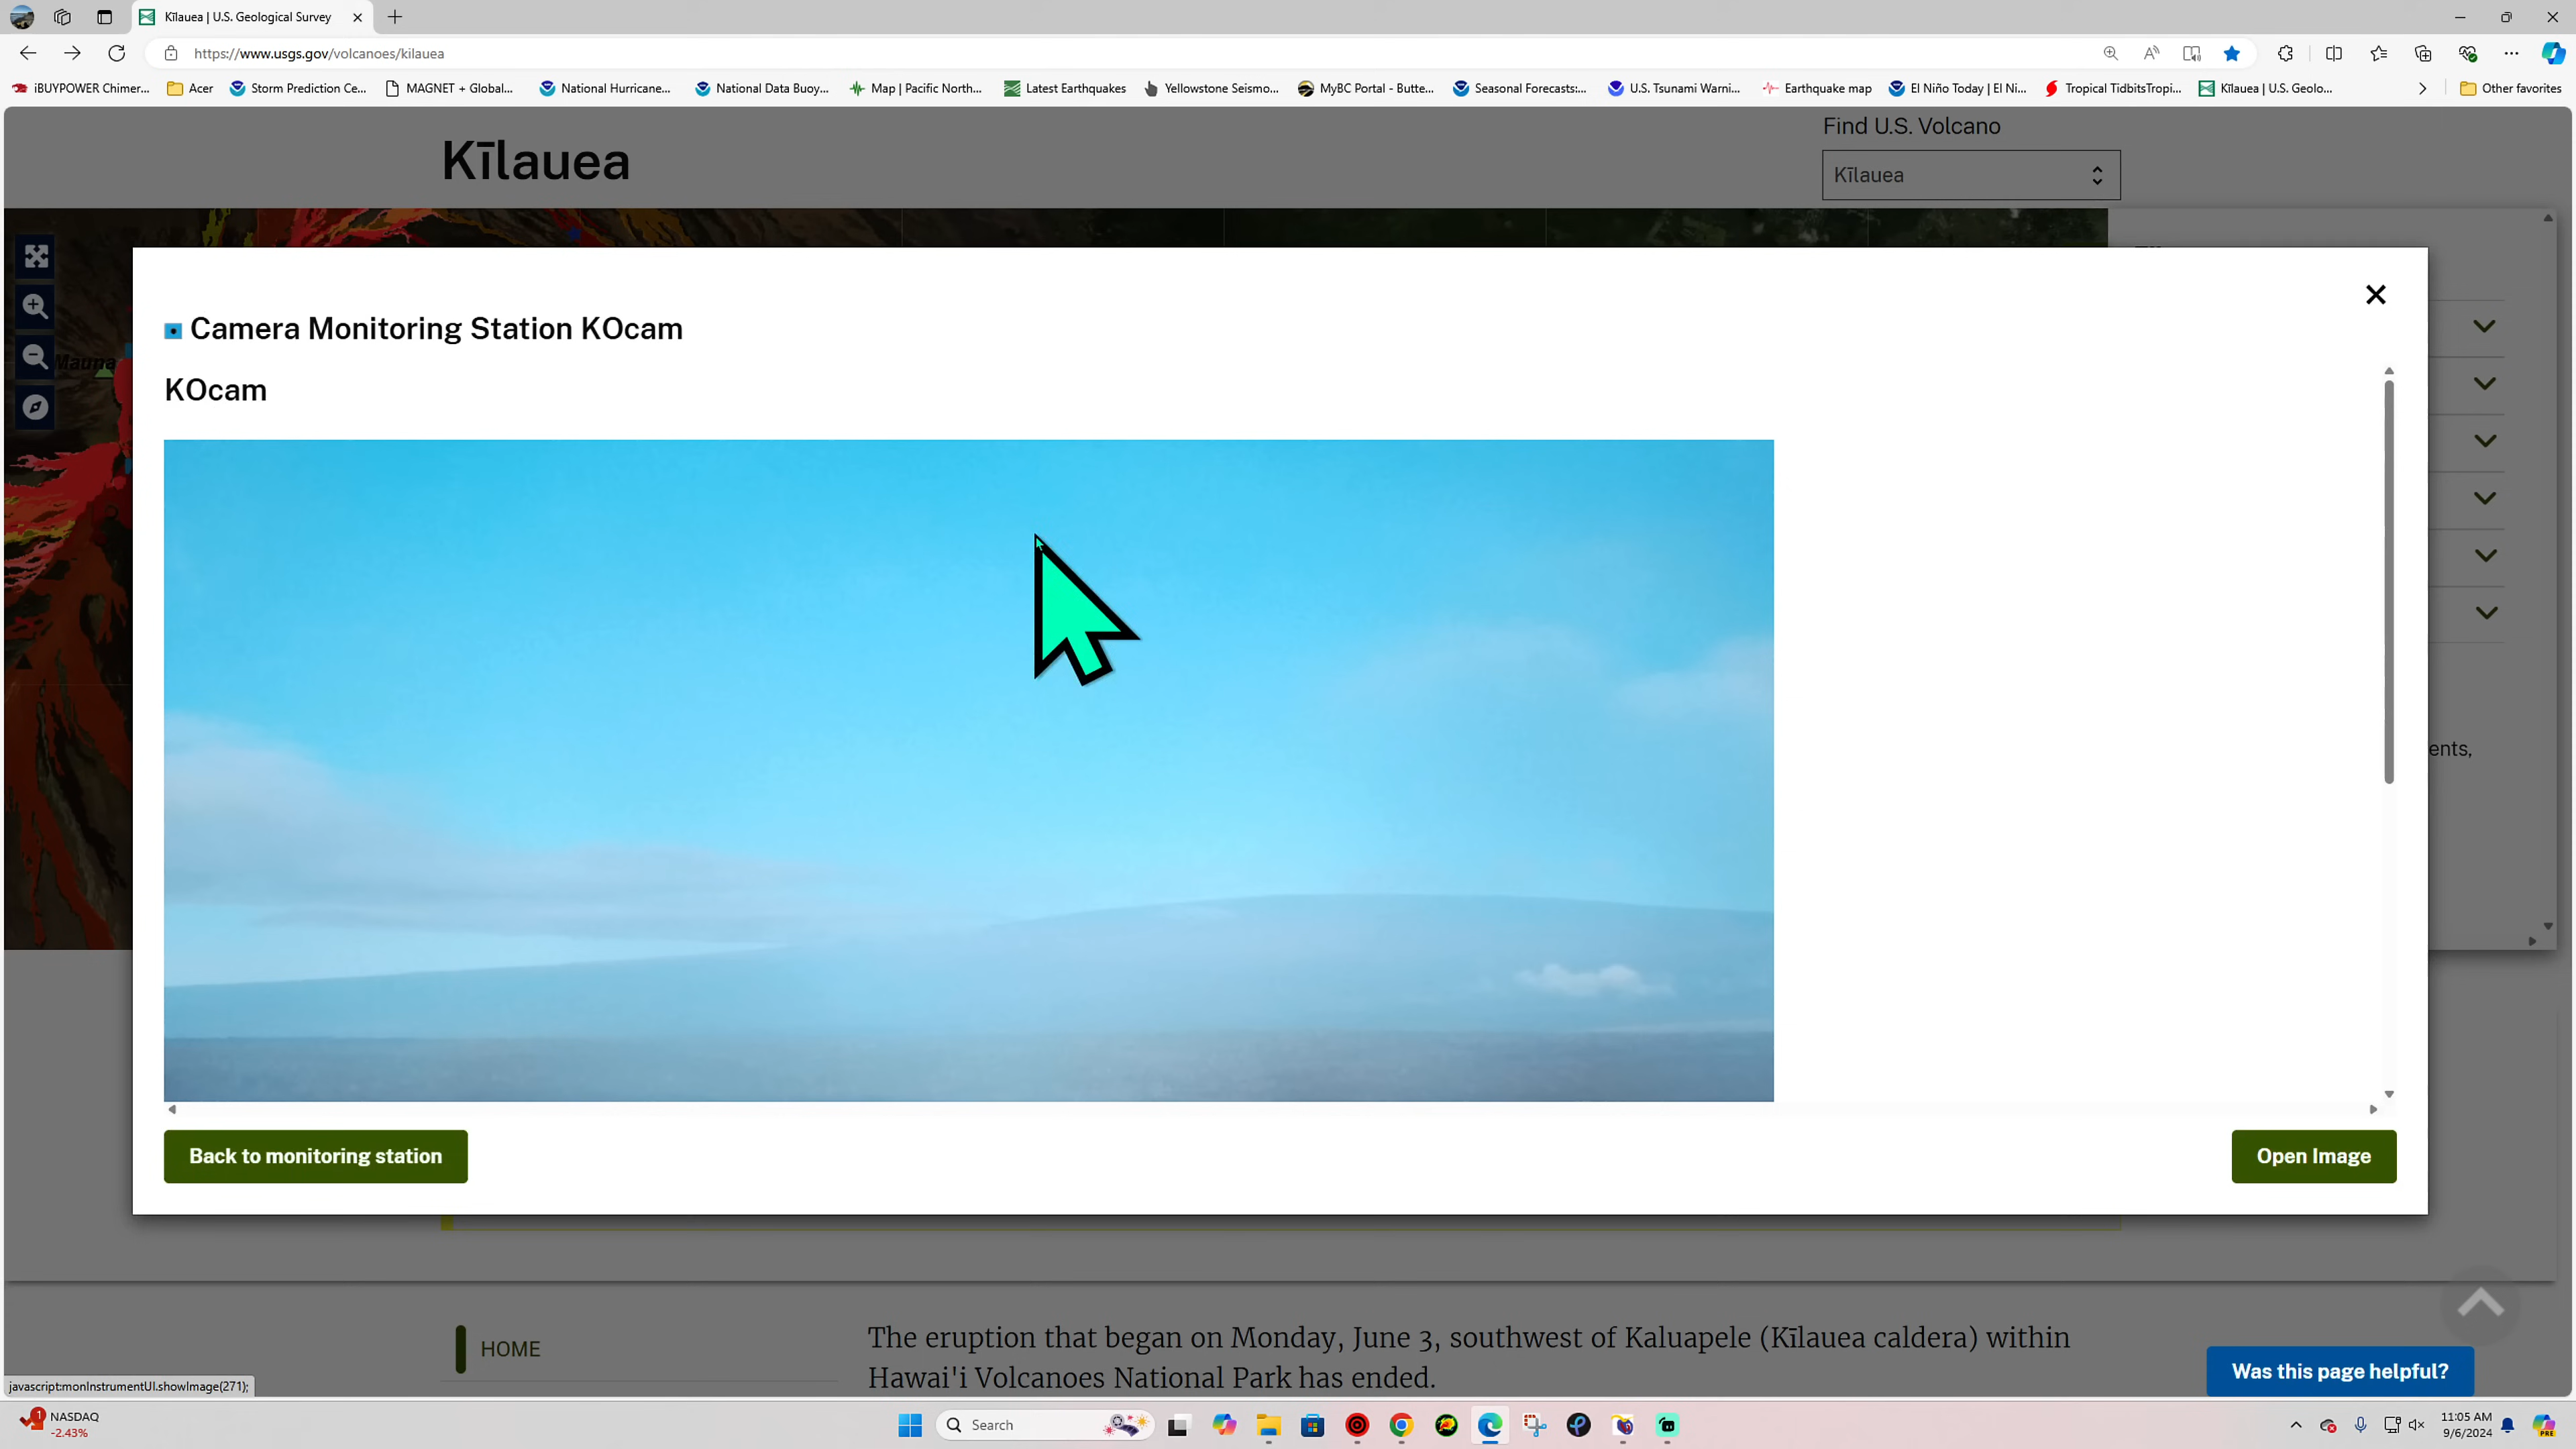 Kīlauea | U.S. Geological Survey
https://www.usgs.gov/volcanoes/kilauea
iBUYPOWER Chimer...
Acer
Storm Prediction Ce...
MAGNET + Global...
National Hurricane...
National Data Buoy...
Map | Pacific North...
Latest Earthquakes
Yellowstone Seismo...
MyBC Portal - Butte...
Seasonal Forecasts:...
U.S. Tsunami Warni...
Earthquake map
El Niño Today | El Ni...
Tropical TidbitsTropi...
Kīlauea | U.S. Geolo...
Other favorites
Kīlauea
Find U.S. Volcano
Kīlauea
Mauna
Camera Monitoring Station KOcam
KOcam
ents,
Back to monitoring station
Open Image
HOME
The eruption that began on Monday, June 3, southwest of Kaluapele (Kīlauea caldera) within
Hawai'i Volcanoes National Park has ended.
Was this page helpful?
javascript:monInstrumentUI.showImage(271);
1
NASDAQ
-2.43%
Search
11:05 AM
9/6/2024
PRE